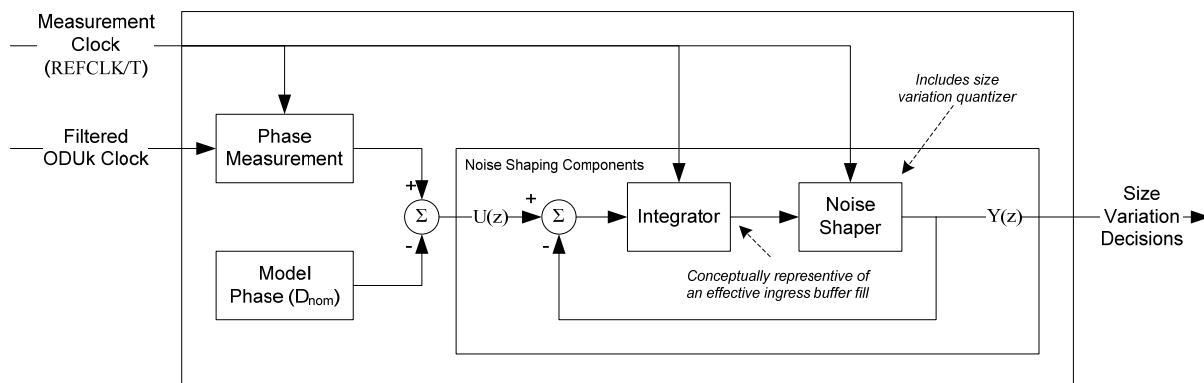 Measurement
Clock
(REFCLK/T)
Includes size
variation quantizer
Filtered
ODUk Clock
Phase
Measurement
Noise Shaping Components
+
Σ
-
U(z)
+
Σ
-
Integrator
Noise
Shaper
Y(z)
Size
Variation
Decisions
Model
Phase (Dnom)
Conceptually representive of
an effective ingress buffer fill